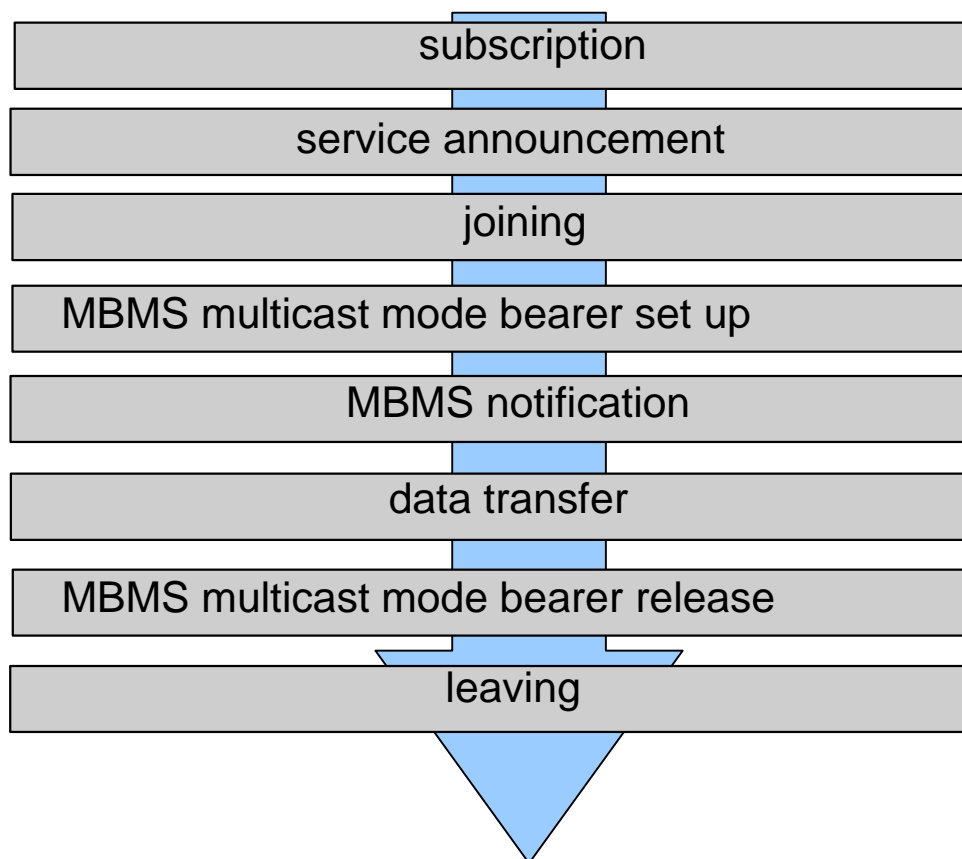 subscription
service announcement
joining
MBMS multicast mode bearer set up
MBMS notification
data transfer
MBMS multicast mode bearer release
leaving